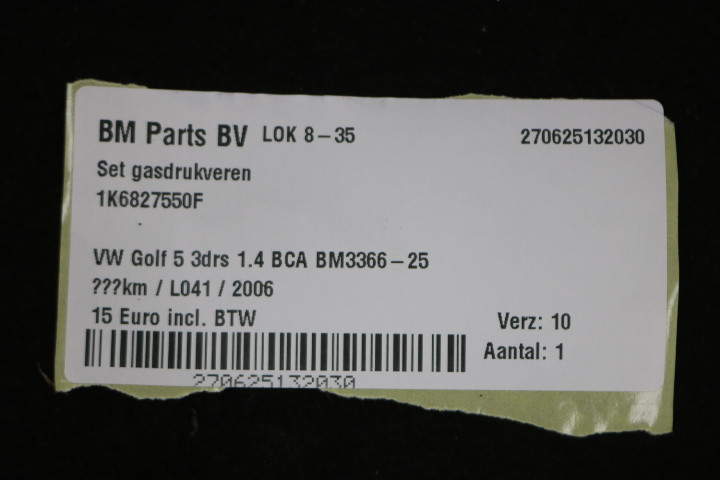 BM Parts BV LOK 8-35 270625132030
Set gasdrukveren
1K6827550F
VW Golf 5 3drs 1.4 BCA BM3366-25
???km / L041 / 2006
15 Euro incl. BTW
Verz: 10
Aantal: 1
270625132030